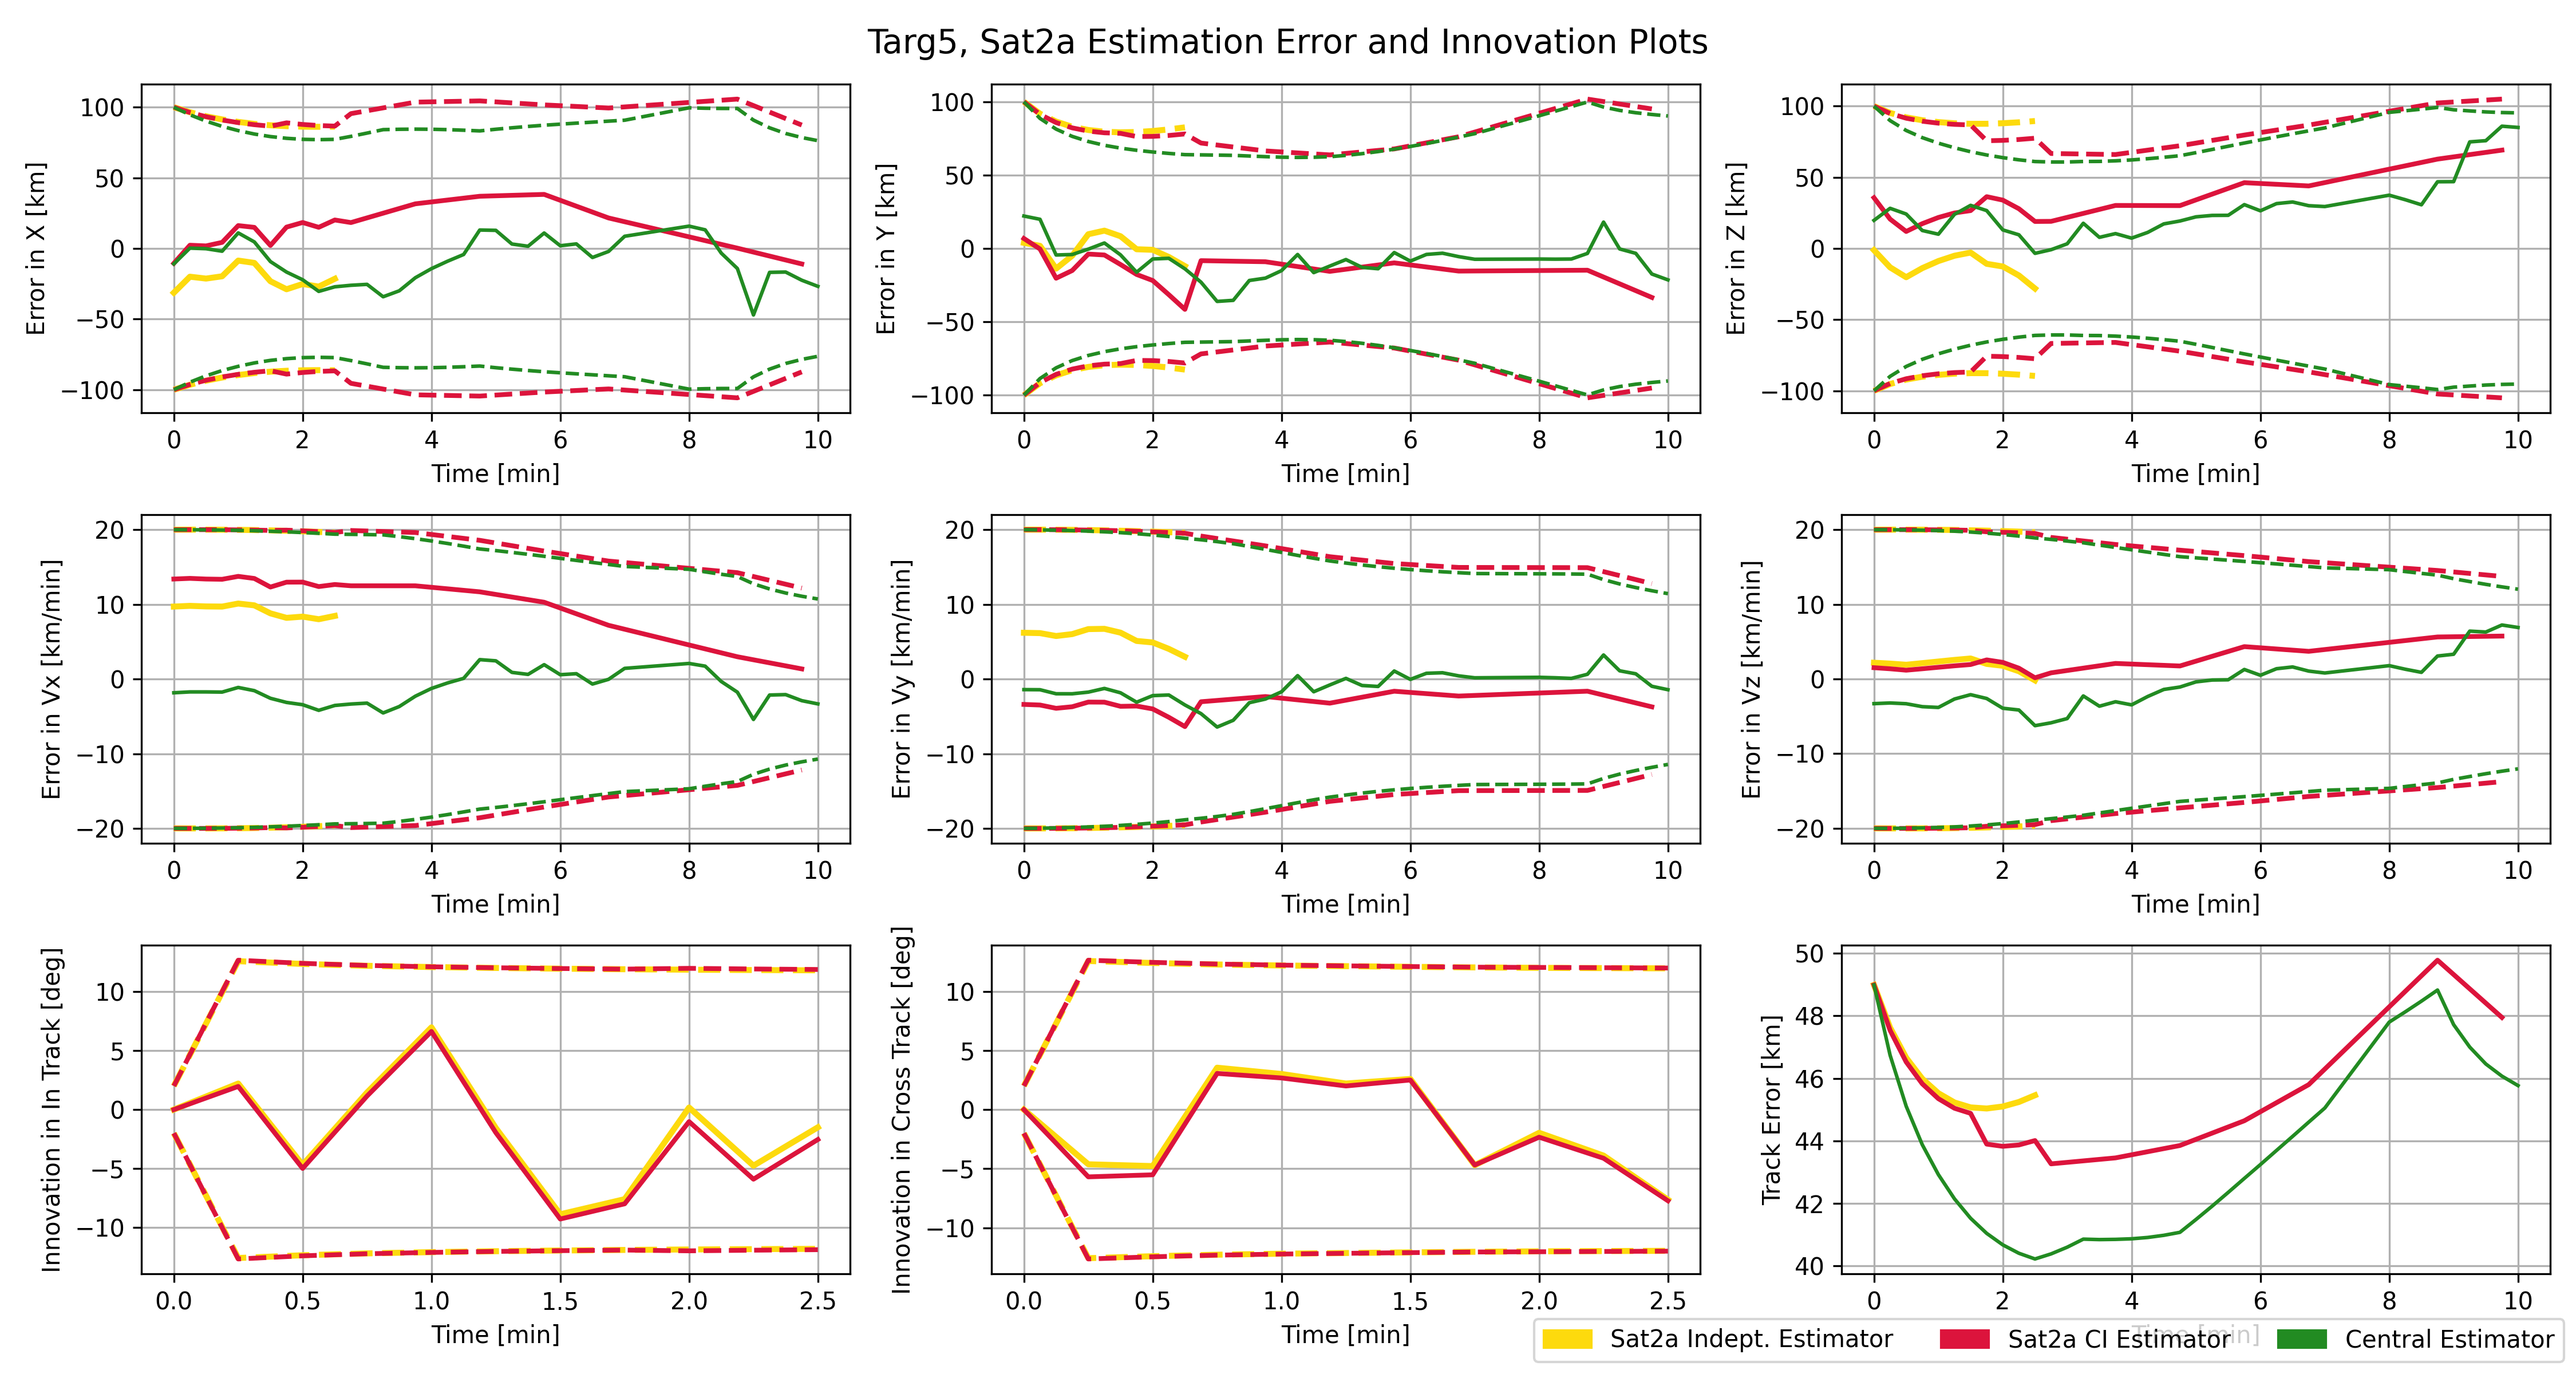 Targ5, Sat2a Estimation Error and Innovation Plots
Error in X [km]
100
50
0
−50
−100
0 2 4 6 8 10
Time [min]
Error in Y [km]
100
50
0
−50
−100
0 2 4 6 8 10
Time [min]
Error in Z [km]
100
50
0
−50
−100
0 2 4 6 8 10
Time [min]
Error in Vx [km/min]
20
10
0
−10
−20
0 2 4 6 8 10
Time [min]
Error in Vy [km/min]
20
10
0
−10
−20
0 2 4 6 8 10
Time [min]
Error in Vz [km/min]
20
10
0
−10
−20
0 2 4 6 8 10
Time [min]
Innovation in In Track [deg]
10
5
0
−5
−10
0.0 0.5 1.0 1.5 2.0 2.5
Time [min]
Innovation in Cross Track [deg]
10
5
0
−5
−10
0.0 0.5 1.0 1.5 2.0 2.5
Time [min]
Track Error [km]
50
48
46
44
42
40
0 2 4 6 8 10
Time [min]
Sat2a Indept. Estimator Sat2a CI Estimator Central Estimator